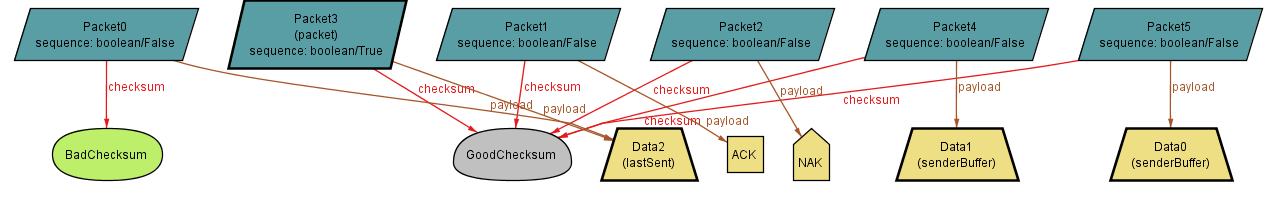 Packet0
sequence: boolean/False
Packet3
(packet)
sequence: boolean/True
Packet1
sequence: boolean/False
Packet2
sequence: boolean/False
Packet4
sequence: boolean/False
Packet5
sequence: boolean/False
checksum
payload
checksum
payload
checksum
payload
checksum
payload
checksum
payload
checksum
payload
BadChecksum
GoodChecksum
Data2
(lastSent)
ACK
NAK
Data1
(senderBuffer)
Data0
(senderBuffer)